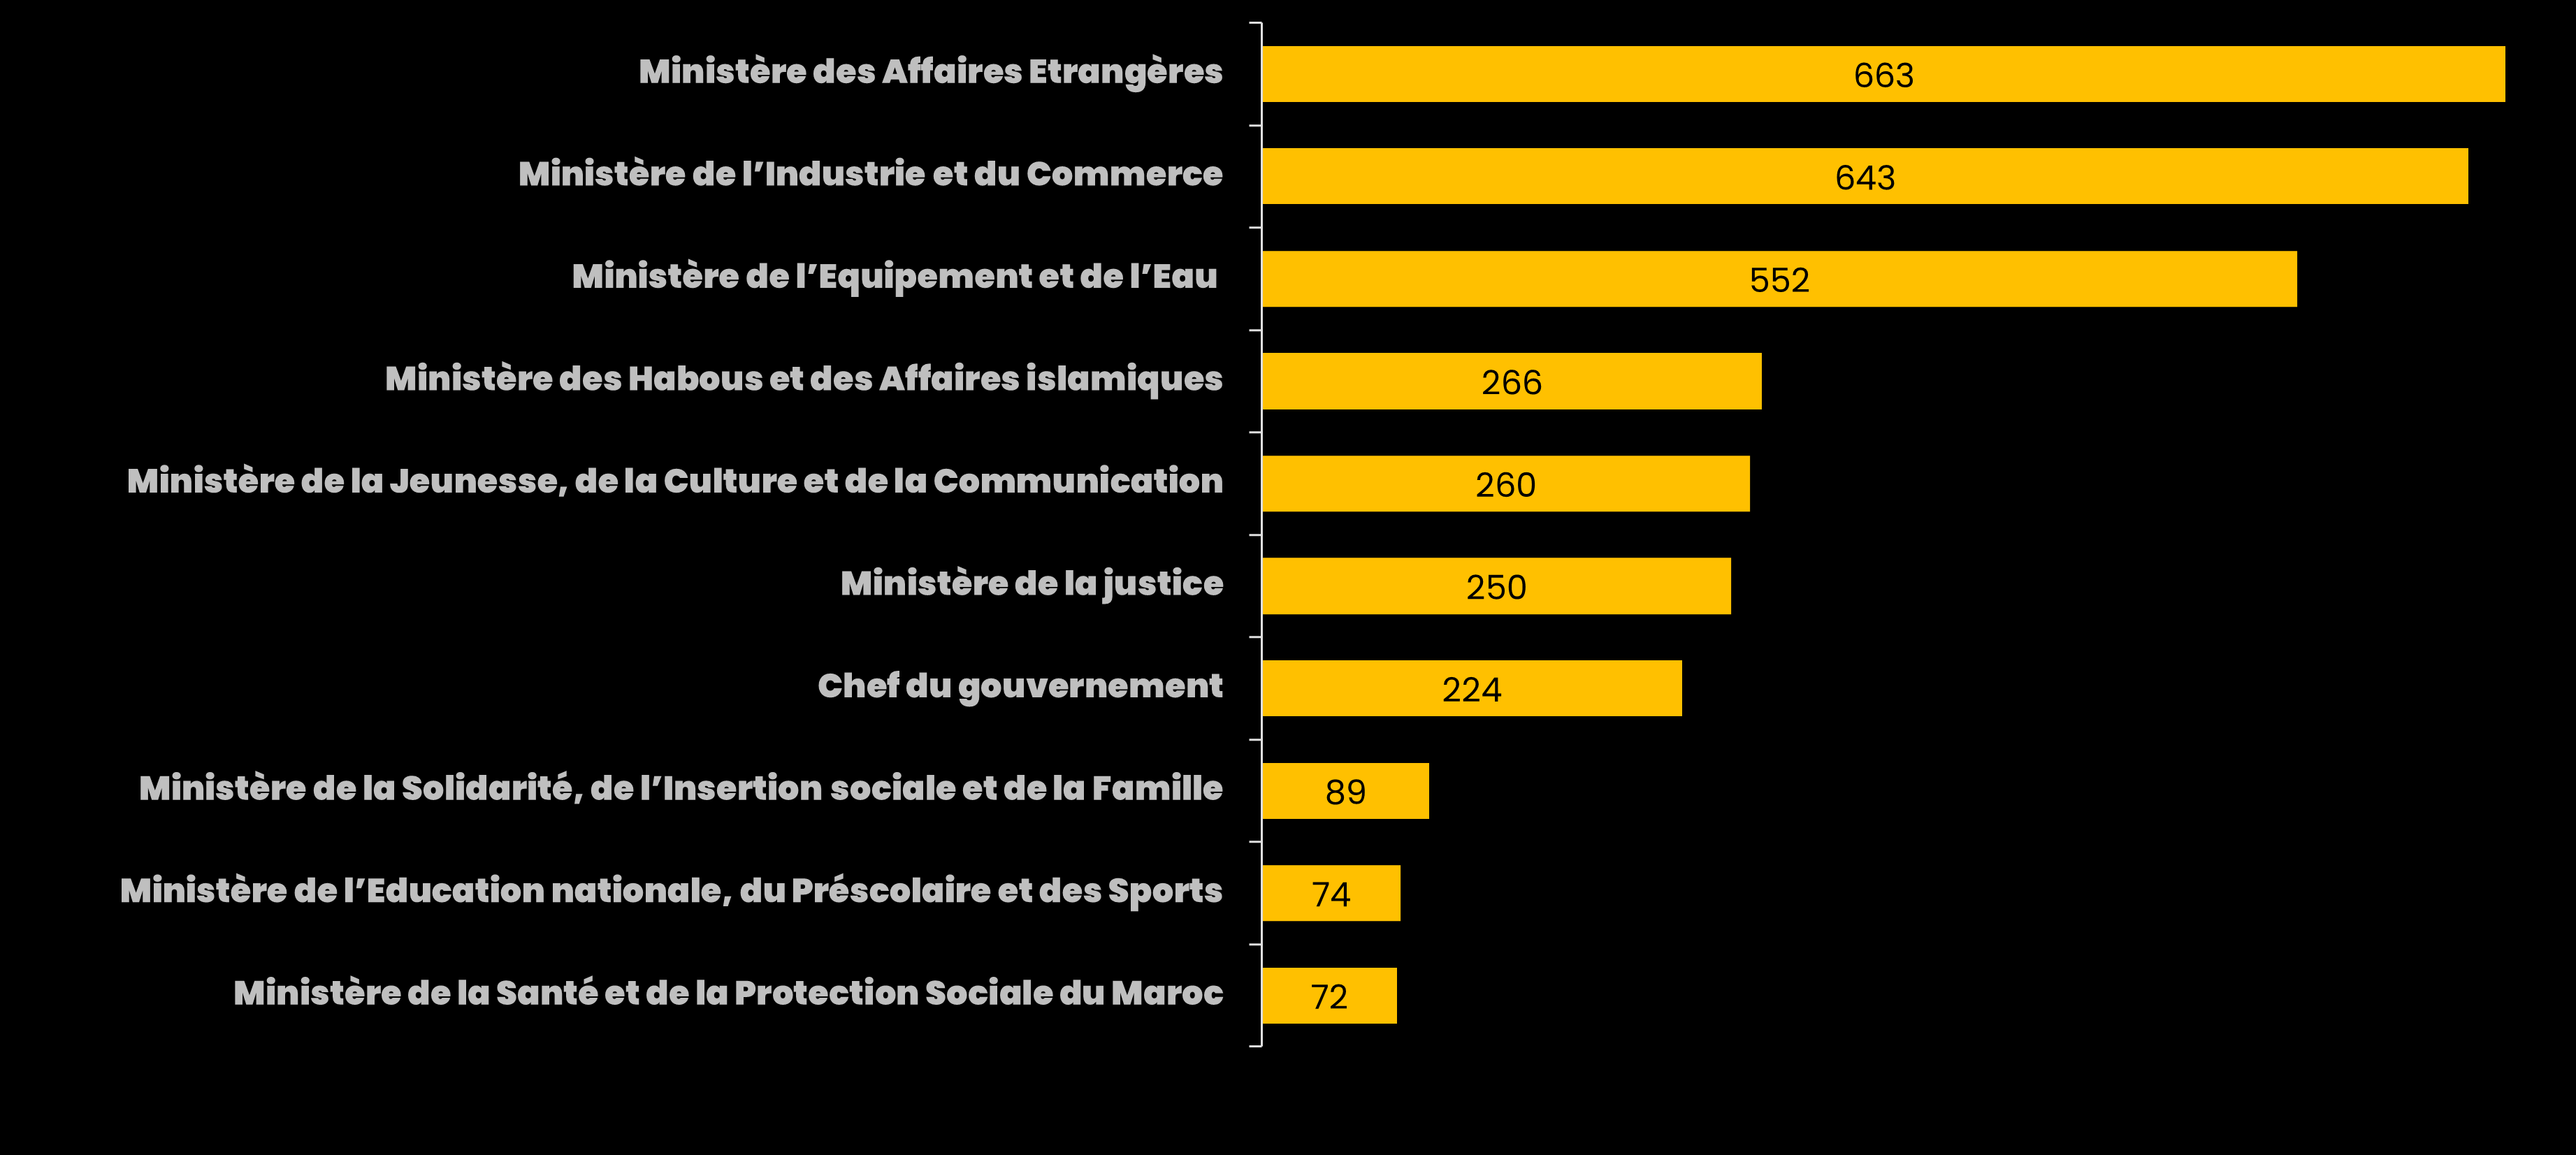 Ministère des Affaires Etrangères 663
Ministère de l’Industrie et du Commerce 643
Ministère de l’Equipement et de l’Eau 552
Ministère des Habous et des Affaires islamiques 266
Ministère de la Jeunesse, de la Culture et de la Communication 260
Ministère de la justice 250
Chef du gouvernement 224
Ministère de la Solidarité, de l’Insertion sociale et de la Famille 89
Ministère de l’Education nationale, du Préscolaire et des Sports 74
Ministère de la Santé et de la Protection Sociale du Maroc 72